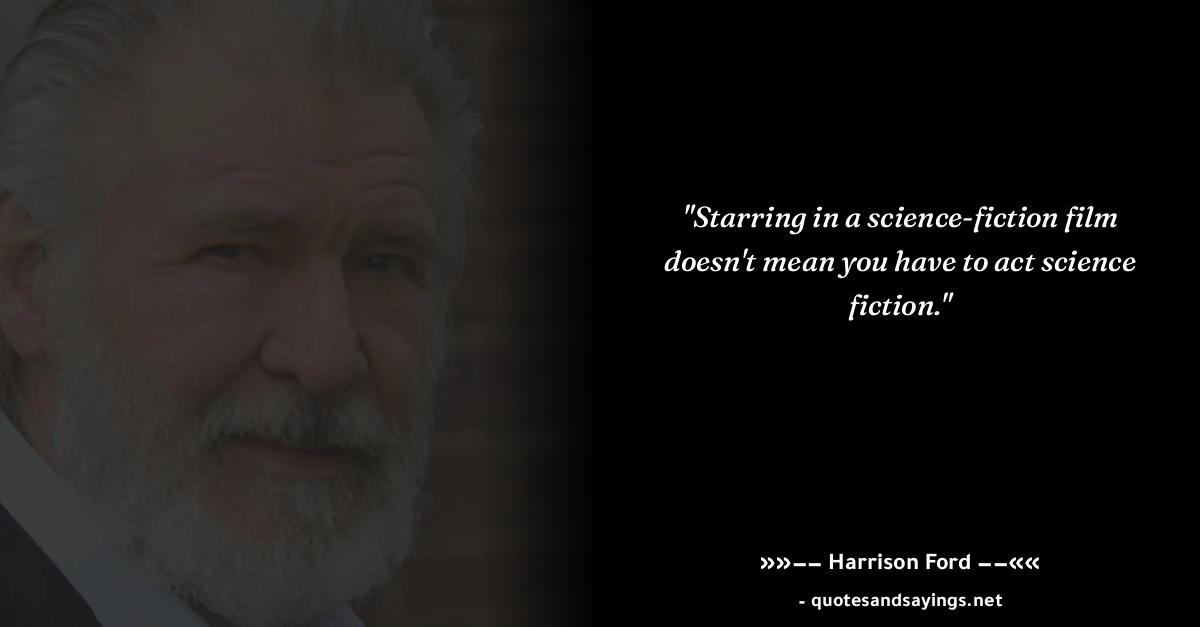 "Starring in a science-fiction film
doesn't mean you have to act science
fiction."
»»−− Harrison Ford −−««
- quotesandsayings.net